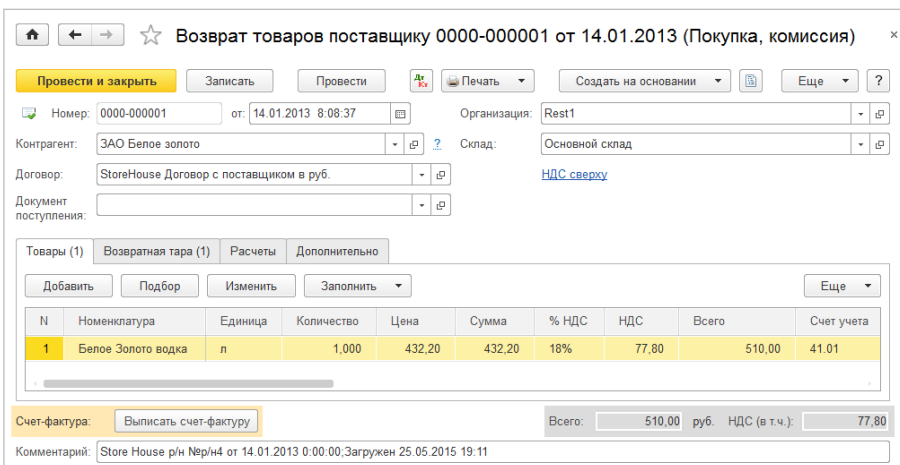 Возврат товаров поставщику 0000-000001 от 14.01.2013 (Покупка, комиссия) ×
Провести и закрыть Записать Провести Дт Кт Печать Создать на основании Еще ?
Номер: 0000-000001 от: 14.01.2013 8:08:37 Организация: Rest1
Контрагент: ЗАО Белое золото ? Склад: Основной склад
Договор: StoreHouse Договор с поставщиком в руб. НДС сверху
Документ
поступления:
Товары (1) Возвратная тара (1) Расчеты Дополнительно
Добавить Подбор Изменить Заполнить Еще
N Номенклатура Единица Количество Цена Сумма % НДС НДС Всего Счет учета
1 Белое Золото водка л 1,000 432,20 432,20 18% 77,80 510,00 41.01
Счет-фактура: Выписать счет-фактуру Всего: 510,00 руб. НДС (в т.ч.): 77,80
Комментарий: Store House р/н №р/н4 от 14.01.2013 0:00:00;Загружен 25.05.2015 19:11